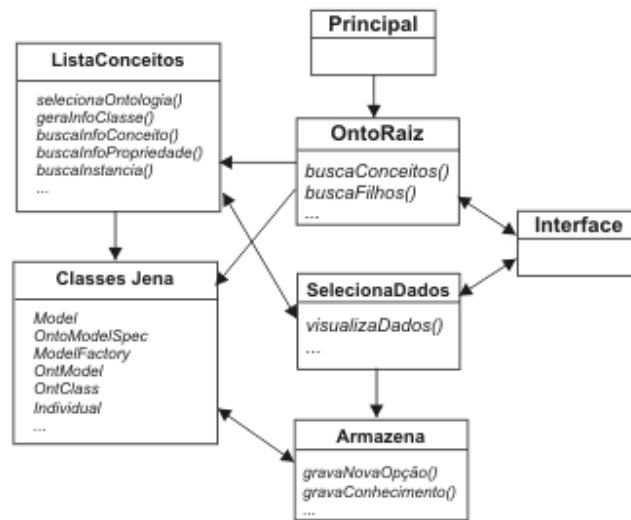 Principal
ListaConceitos
selecionaOntologia()
geraInfoClasse()
buscaInfoConceito()
buscaInfoPropriedade()
buscaInstancia()
...
OntoRaiz
buscaConceitos()
buscaFilhos()
...
Interface
Classes Jena
Model
OntoModelSpec
ModelFactory
OntModel
OntClass
Individual
...
SelecionaDados
visualizaDados()
...
Armazena
gravaNovaOpção()
gravaConhecimento()
...